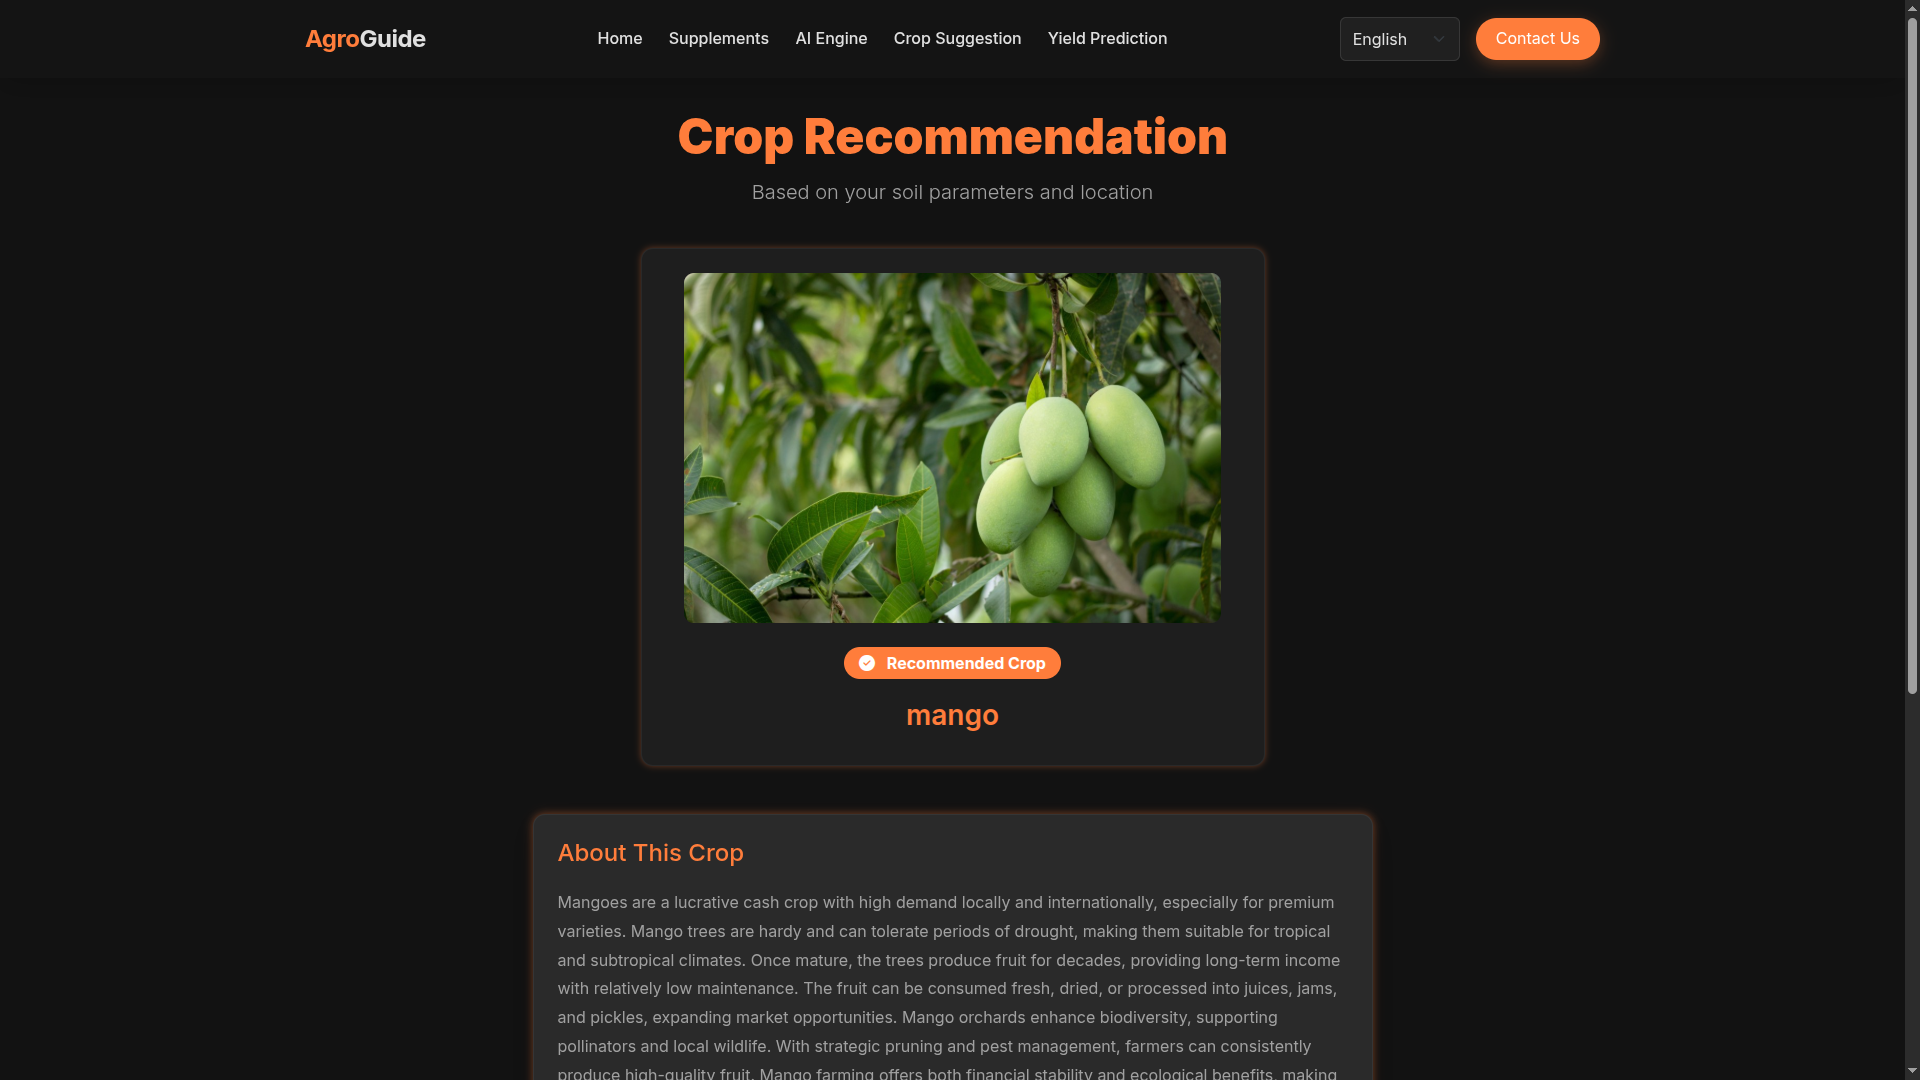 AgroGuide
Home
Supplements
AI Engine
Crop Suggestion
Yield Prediction
English
Contact Us
Crop Recommendation
Based on your soil parameters and location
Recommended Crop
mango
About This Crop
Mangoes are a lucrative cash crop with high demand locally and internationally, especially for premium
varieties. Mango trees are hardy and can tolerate periods of drought, making them suitable for tropical
and subtropical climates. Once mature, the trees produce fruit for decades, providing long-term income
with relatively low maintenance. The fruit can be consumed fresh, dried, or processed into juices, jams,
and pickles, expanding market opportunities. Mango orchards enhance biodiversity, supporting
pollinators and local wildlife. With strategic pruning and pest management, farmers can consistently
produce high-quality fruit. Mango farming offers both financial stability and ecological benefits, making